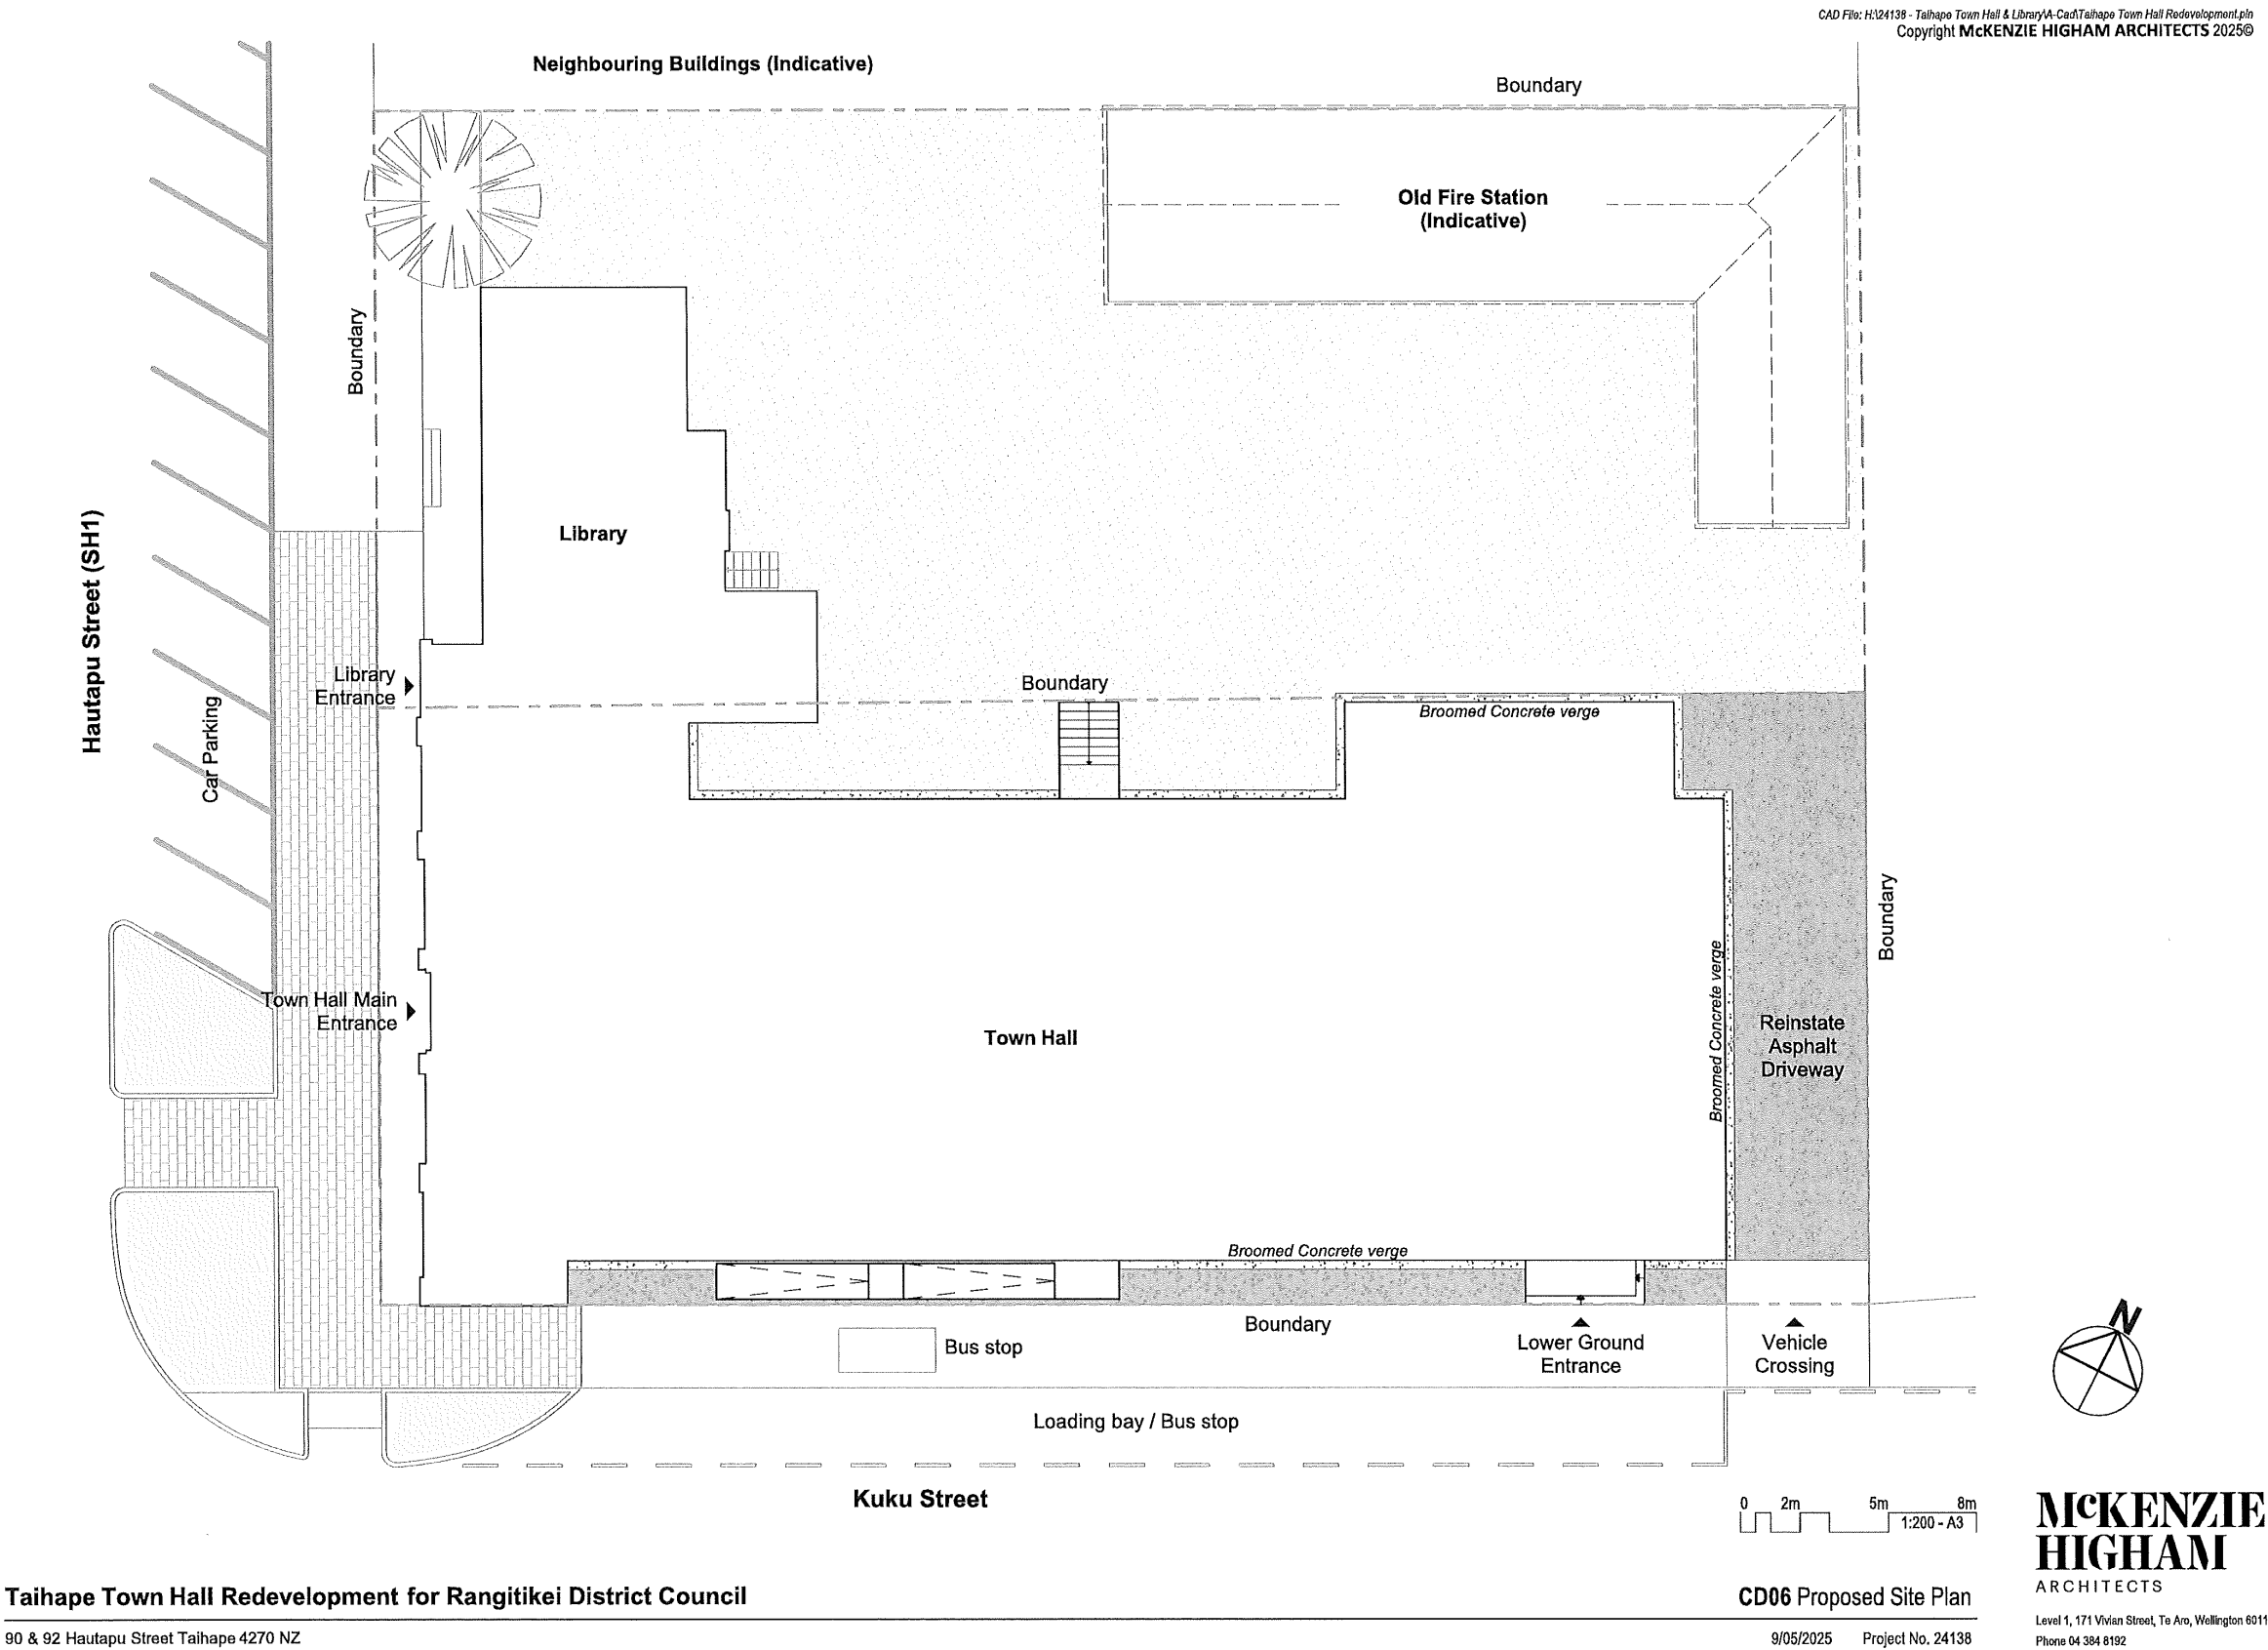 CAD File: H:\24138 - Taihape Town Hall & Library\A-Cad\Taihape Town Hall Redevelopment.pln
Copyright McKENZIE HIGHAM ARCHITECTS 2025©
Neighbouring Buildings (Indicative)
Boundary
Old Fire Station
(Indicative)
Boundary
Library
Hautapu Street (SH1)
Car Parking
Library
Entrance
Boundary
Broomed Concrete verge
Boundary
Broomed Concrete verge
Town Hall Main
Entrance
Town Hall
Reinstate
Asphalt
Driveway
Broomed Concrete verge
Boundary
Bus stop
Lower Ground
Entrance
Vehicle
Crossing
N
Loading bay / Bus stop
Kuku Street
0 2m 5m 8m
1:200 - A3
McKENZIE
HIGHAM
ARCHITECTS
Taihape Town Hall Redevelopment for Rangitikei District Council
CD06 Proposed Site Plan
90 & 92 Hautapu Street Taihape 4270 NZ
9/05/2025 Project No. 24138
Level 1, 171 Vivian Street, Te Aro, Wellington 6011
Phone 04 384 8192